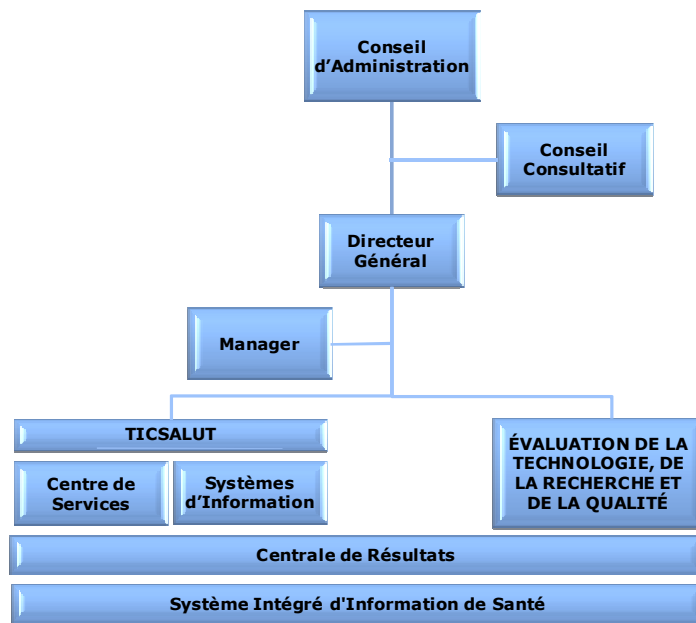 Conseil
d’Administration
Conseil
Consultatif
Directeur
Général
Manager
TICSALUT
Centre de
Services
Systèmes
d’Information
ÉVALUATION DE LA
TECHNOLOGIE, DE
LA RECHERCHE ET
DE LA QUALITÉ
Centrale de Résultats
Système Intégré d'Information de Santé